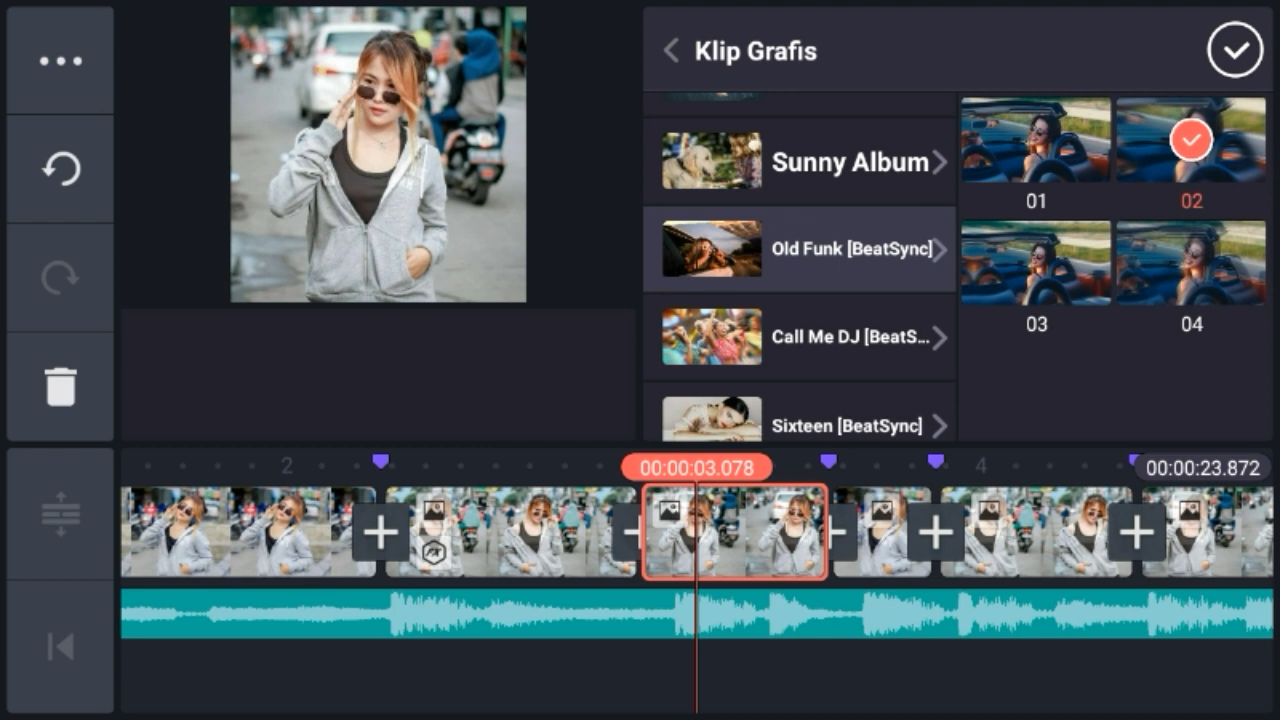 Klip Grafis
Sunny Album
Old Funk [BeatSync]
Call Me DJ [BeatS...
Sixteen [BeatSync]
01
02
03
04
2
00:00:03.078
4
00:00:23.872